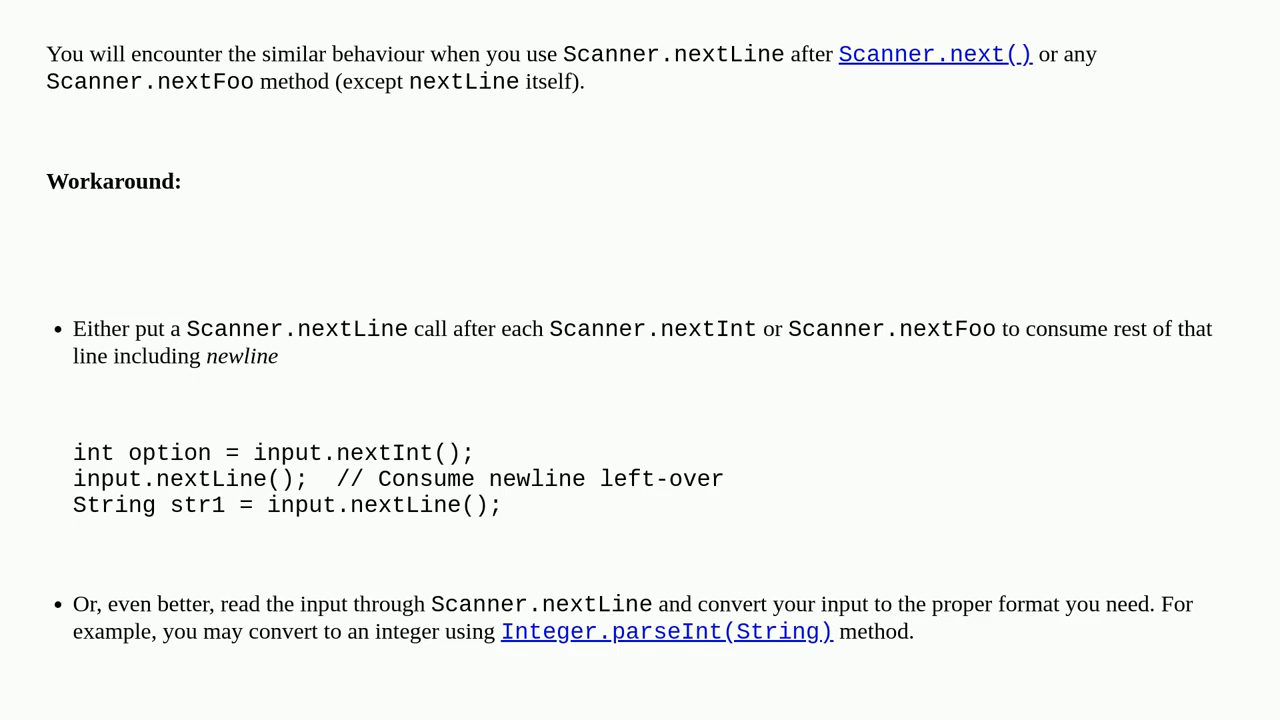 You will encounter the similar behaviour when you use Scanner.nextLine after Scanner.next() or any
Scanner.nextFoo method (except nextLine itself).
Workaround:
• Either put a Scanner.nextLine call after each Scanner.nextInt or Scanner.nextFoo to consume rest of that
line including newline
int option = input.nextInt();
input.nextLine();  // Consume newline left-over
String str1 = input.nextLine();
• Or, even better, read the input through Scanner.nextLine and convert your input to the proper format you need. For
example, you may convert to an integer using Integer.parseInt(String) method.